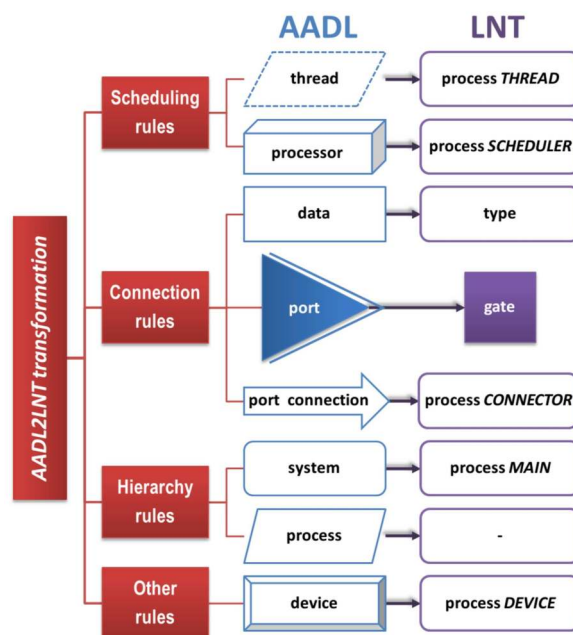 AADL
LNT
AADL2LNT transformation
Scheduling
rules
thread
process THREAD
processor
process SCHEDULER
Connection
rules
data
type
port
gate
port connection
process CONNECTOR
Hierarchy
rules
system
process MAIN
process
-
Other
rules
device
process DEVICE